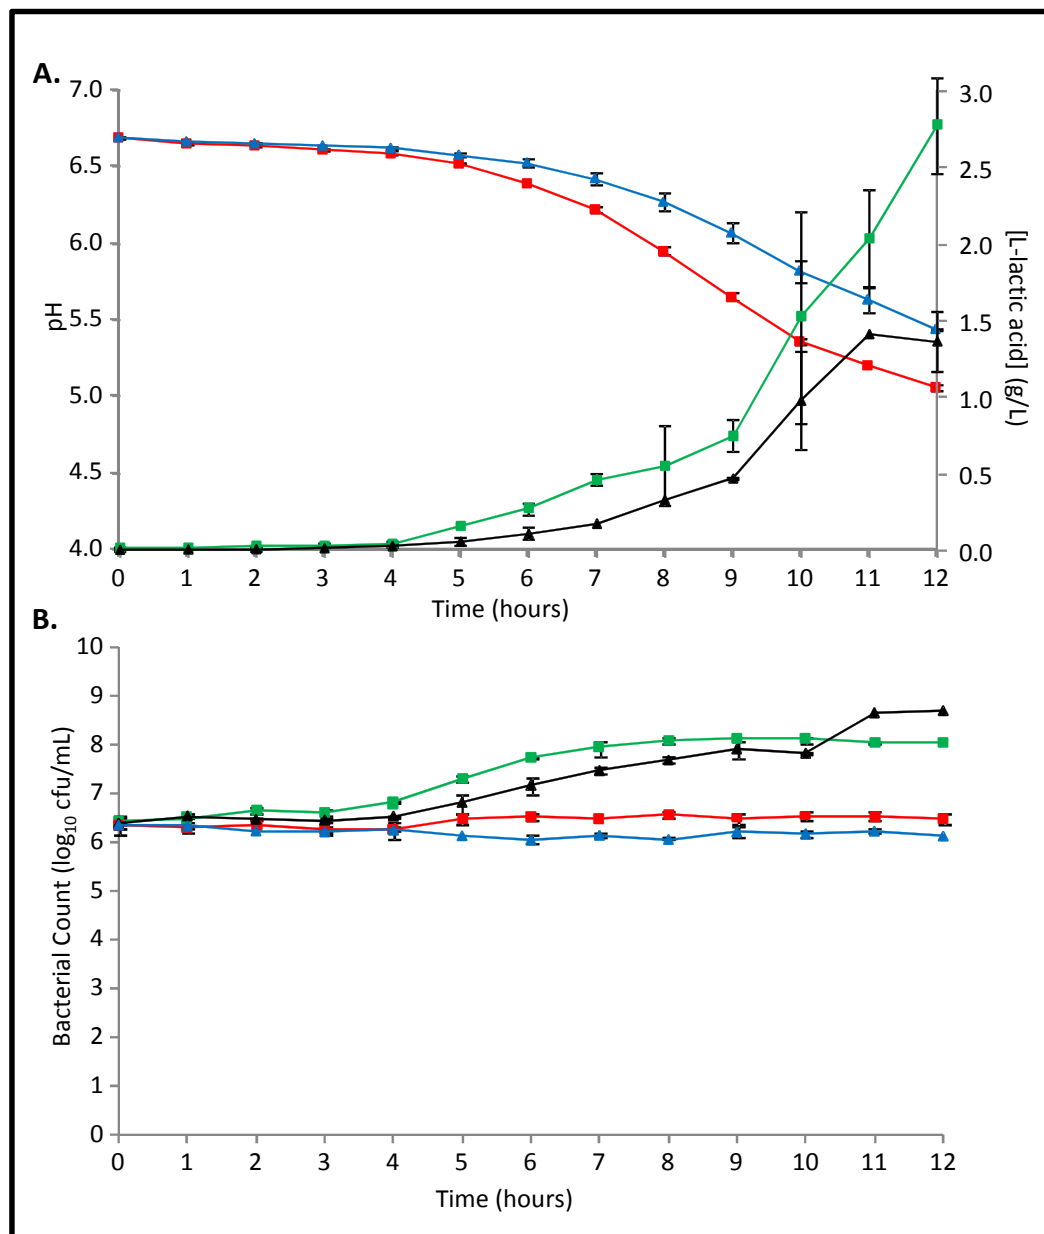 A.
7.0
6.5
6.0
5.5
5.0
4.5
4.0
pH
3.0
2.5
2.0
1.5
1.0
0.5
0.0
[L-lactic acid] (g/L)
0 1 2 3 4 5 6 7 8 9 10 11 12
Time (hours)
B.
10
9
8
7
6
5
4
3
2
1
0
Bacterial Count (log10 cfu/mL)
0 1 2 3 4 5 6 7 8 9 10 11 12
Time (hours)